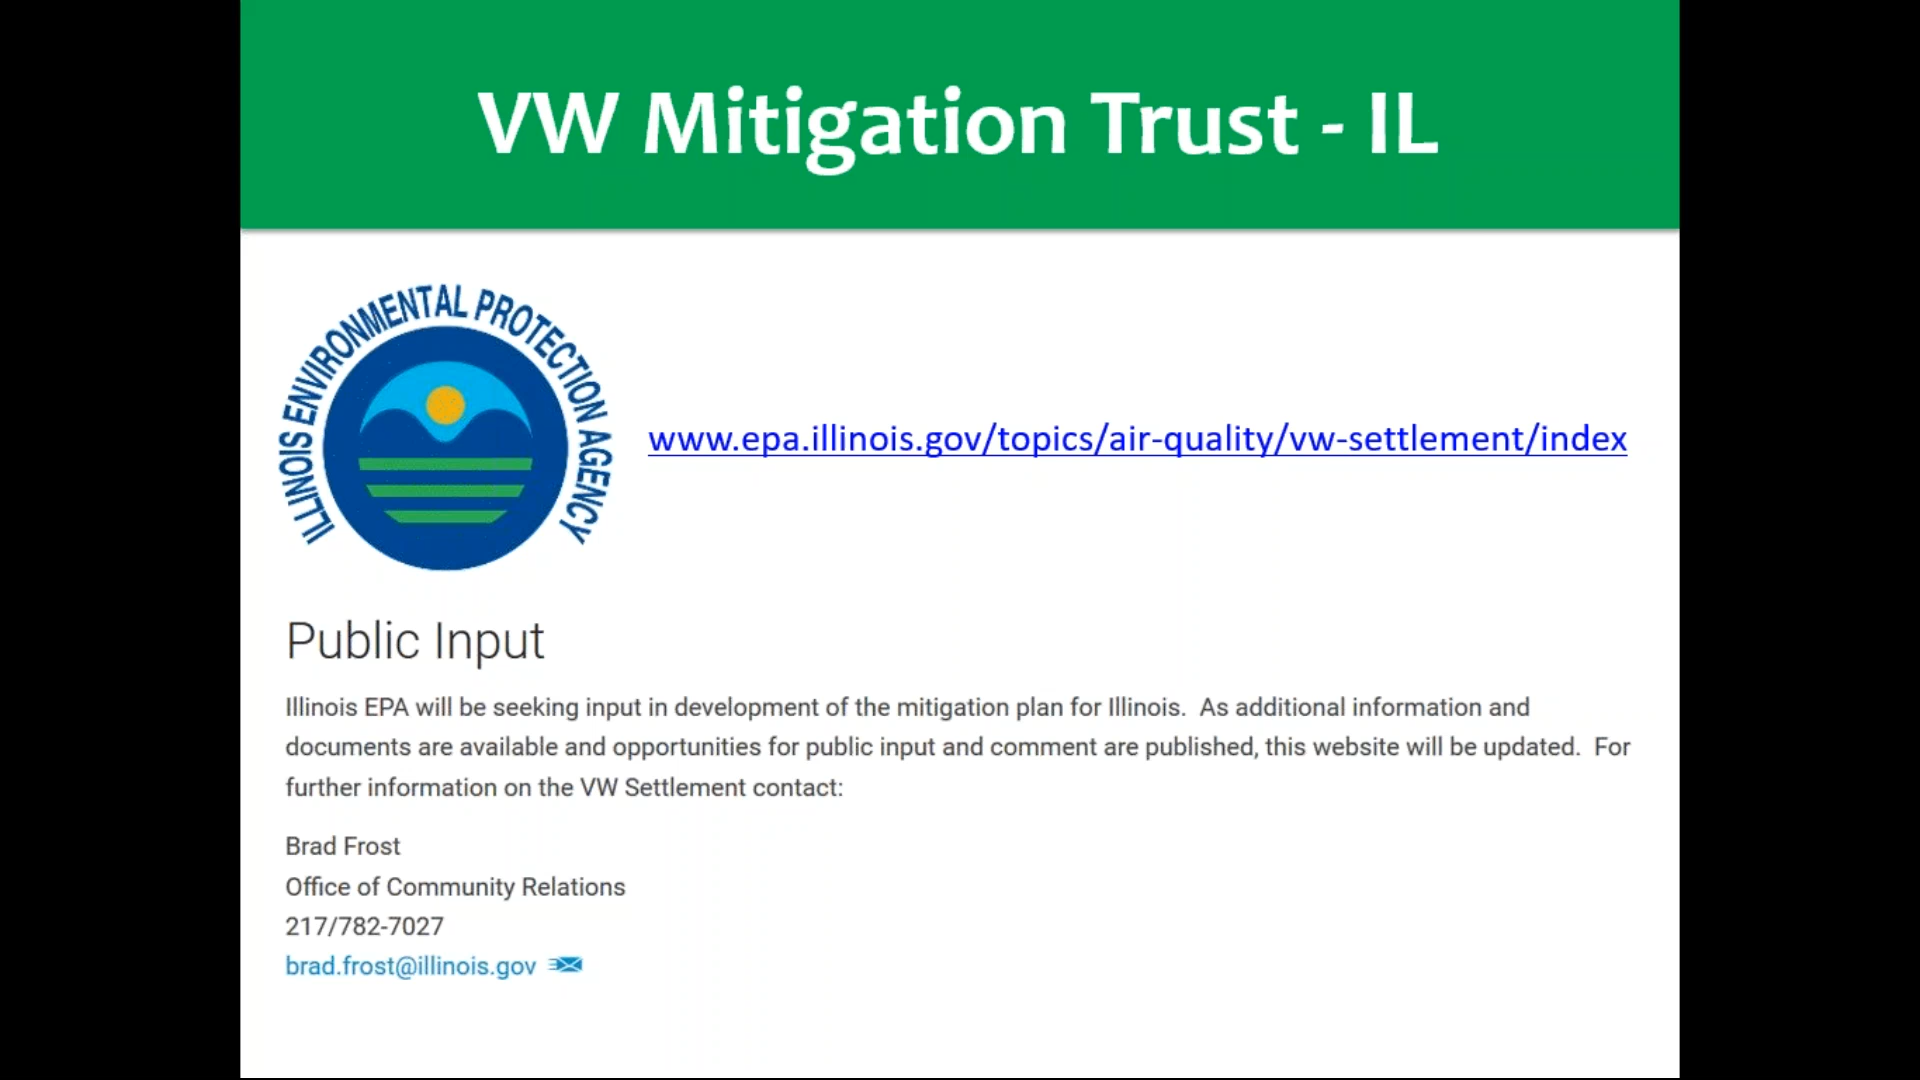 VW Mitigation Trust - IL
ILLINOIS ENVIRONMENTAL PROTECTION AGENCY
www.epa.illinois.gov/topics/air-quality/vw-settlement/index
Public Input
Illinois EPA will be seeking input in development of the mitigation plan for Illinois.  As additional information and
documents are available and opportunities for public input and comment are published, this website will be updated.  For
further information on the VW Settlement contact:
Brad Frost
Office of Community Relations
217/782-7027
brad.frost@illinois.gov